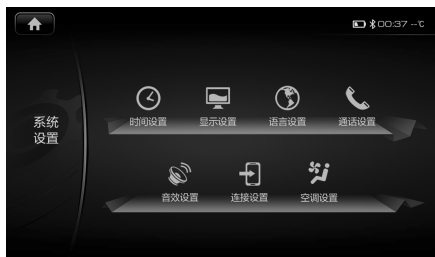 00:37 --℃
系统
设置
时间设置 显示设置 语言设置 通话设置
音效设置 连接设置 空调设置